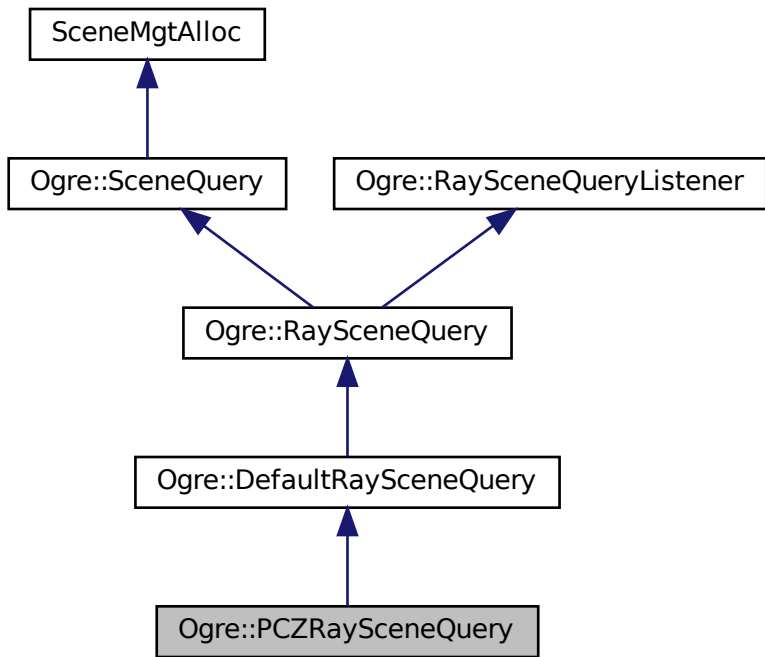 SceneMgtAlloc
Ogre::SceneQuery
Ogre::RaySceneQueryListener
Ogre::RaySceneQuery
Ogre::DefaultRaySceneQuery
Ogre::PCZRaySceneQuery